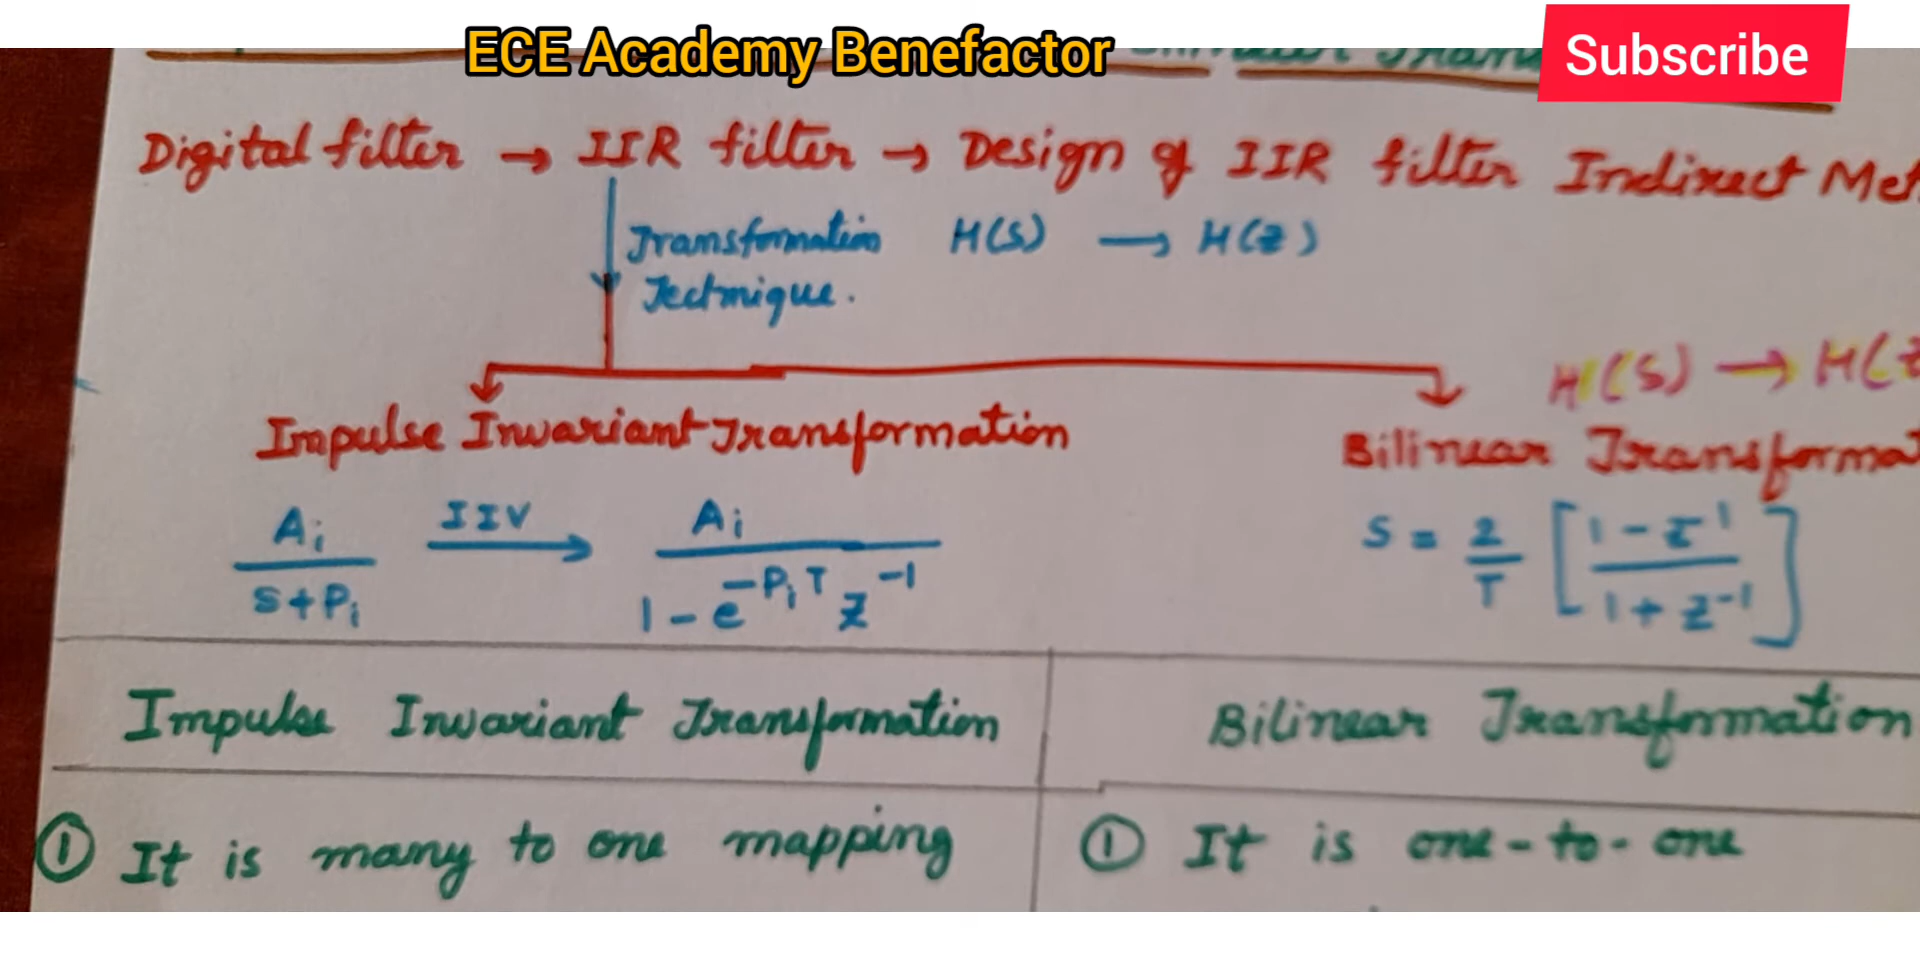 ECE Academy Benefactor
Subscribe
Digital filter → IIR filter → Design of IIR filter Indirect Met
Transformation H(S) → H(Z)
Technique.
H(S) → H(Z
Impulse Invariant Transformation
Bilinear Transformat
Ai / S+Pi IIV → Ai / 1-e^-PiT Z^-1
S = 2/T [1-Z^-1 / 1+Z^-1]
Impulse Invariant Transformation
Bilinear Transformation
① It is many to one mapping
① It is one-to-one